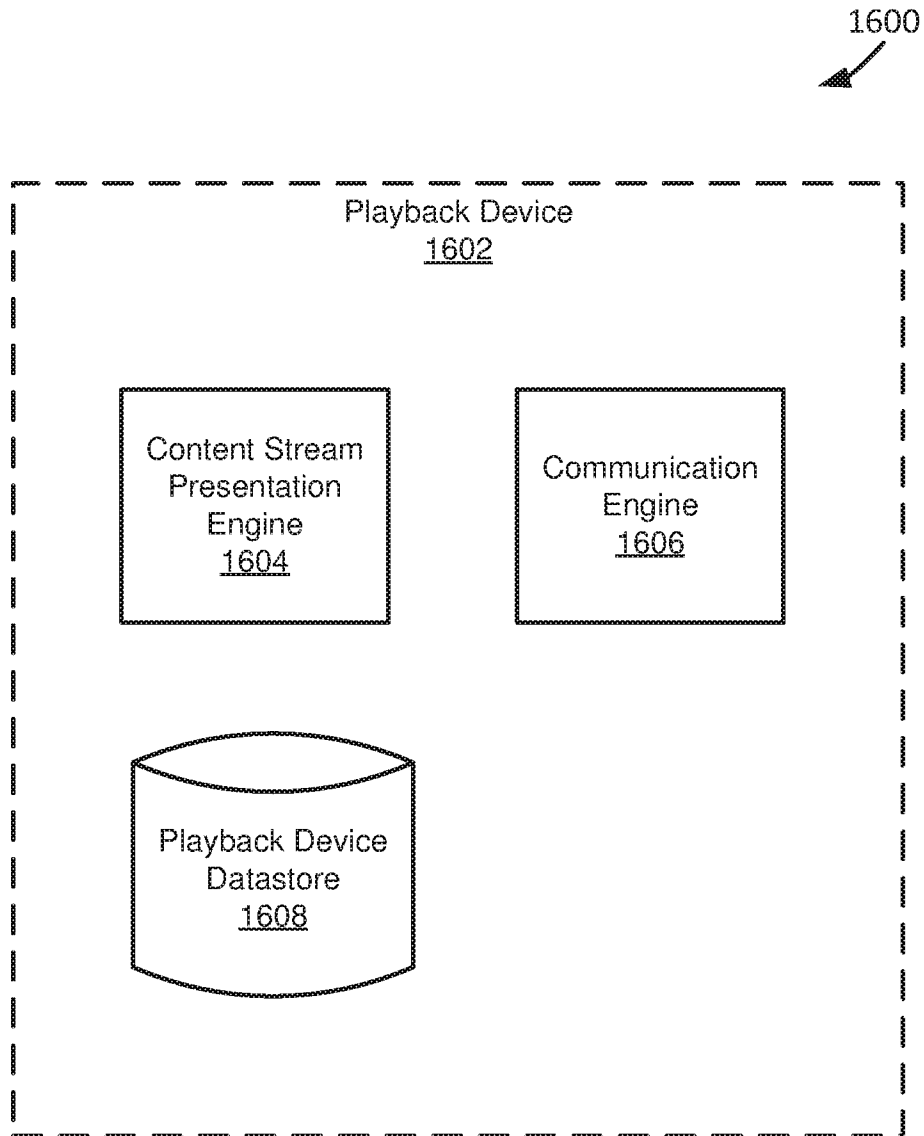 1600
Playback Device
1602
Content Stream
Presentation
Engine
1604
Communication
Engine
1606
Playback Device
Datastore
1608